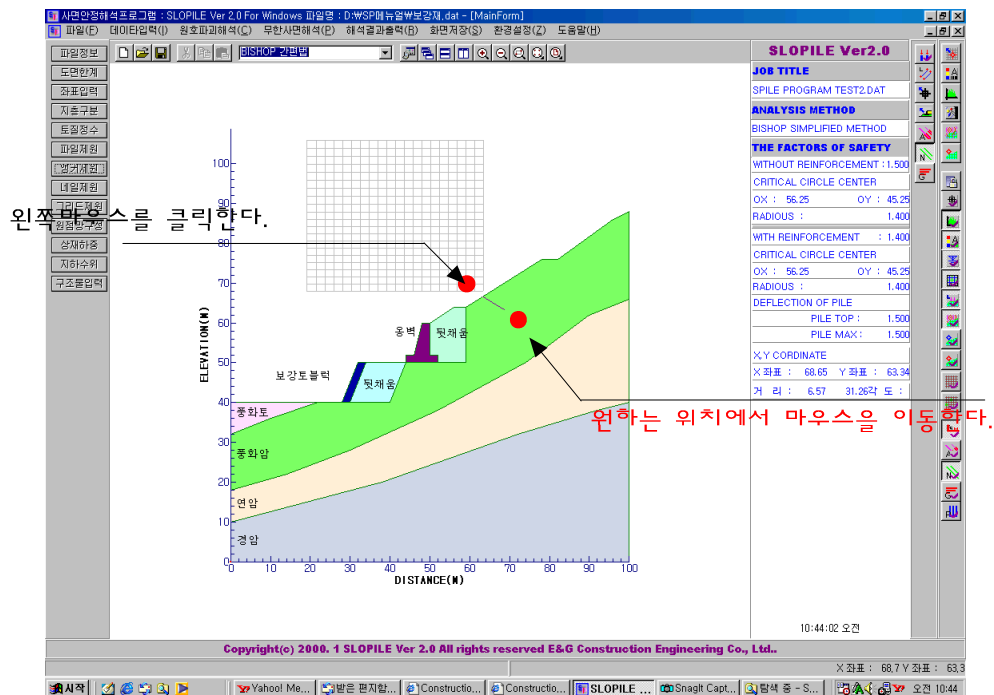 사면안정해석프로그램 : SLOPILE Ver 2,0 For Windows 파일명 : D:\SP메뉴얼\보강재,dat - [MainForm]
파일(F) 데이타입력(I) 원호파괴해석(C) 무한사면해석(P) 해석결과출력(R) 화면저장(S) 환경설정(Z) 도움말(H)
BISHOP 간편법
파일정보
도면한계
좌표입력
지층구분
토질정수
파일제원
앵커제원
네일제원
그리드제원
원점망구성
상재하중
지하수위
구조물입력
왼쪽마우스를 클릭한다.
원하는 위치에서 마우스을 이동한다.
ELEVATION(M)
100
90
80
70
60
50
40
30
20
10
0
0 10 20 30 40 50 60 70 80 90 100
DISTANCE(M)
옹벽
뒷채움
보강토블럭
뒷채움
풍화토
풍화암
연암
경암
SLOPILE Ver2.0
JOB TITLE
SPILE PROGRAM TEST2.DAT
ANALYSIS METHOD
BISHOP SIMPLIFIED METHOD
THE FACTORS OF SAFETY
WITHOUT REINFORCEMENT : 1.500
CRITICAL CIRCLE CENTER
OX : 56.25 OY : 45.25
RADIOUS : 1.400
WITH REINFORCEMENT : 1.400
CRITICAL CIRCLE CENTER
OX : 56.25 OY : 45.25
RADIOUS : 1.400
DEFLECTION OF PILE
PILE TOP : 1.500
PILE MAX : 1.500
X,Y CORDINATE
X 좌표 : 68.65 Y 좌표 : 63.34
거 리 : 6.57 31.26각 도 :
10:44:02 오전
Copyright(c) 2000. 1 SLOPILE Ver 2.0 All rights reserved E&G Construction Engineering Co., Ltd..
X 좌표 : 68,7 Y 좌표 : 63,3
시작 Yahoo! Me... 받은 편지함... Constructio... Constructio... SLOPILE ... SnagIt Capt... 탐색 중 - S... 오전 10:44